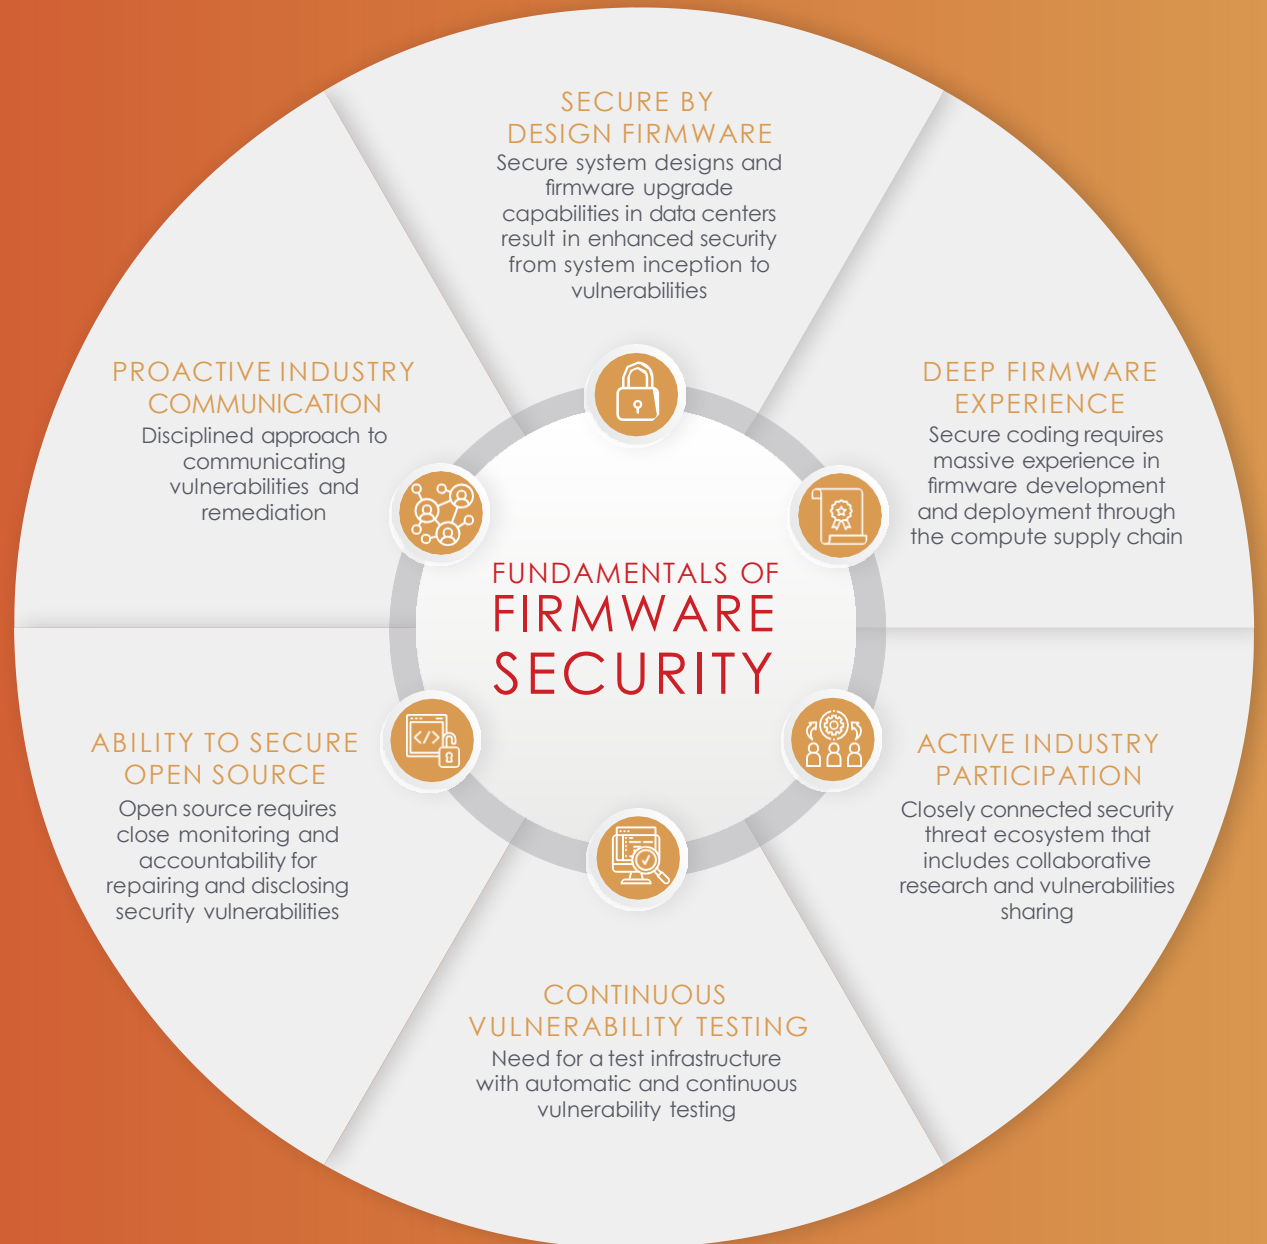 SECURE BY
DESIGN FIRMWARE
Secure system designs and
firmware upgrade
capabilities in data centers
result in enhanced security
from system inception to
vulnerabilities
DEEP FIRMWARE
EXPERIENCE
Secure coding requires
massive experience in
firmware development
and deployment through
the compute supply chain
ACTIVE INDUSTRY
PARTICIPATION
Closely connected security
threat ecosystem that
includes collaborative
research and vulnerabilities
sharing
CONTINUOUS
VULNERABILITY TESTING
Need for a test infrastructure
with automatic and continuous
vulnerability testing
ABILITY TO SECURE
OPEN SOURCE
Open source requires
close monitoring and
accountability for
repairing and disclosing
security vulnerabilities
PROACTIVE INDUSTRY
COMMUNICATION
Disciplined approach to
communicating
vulnerabilities and
remediation
FUNDAMENTALS OF
FIRMWARE
SECURITY